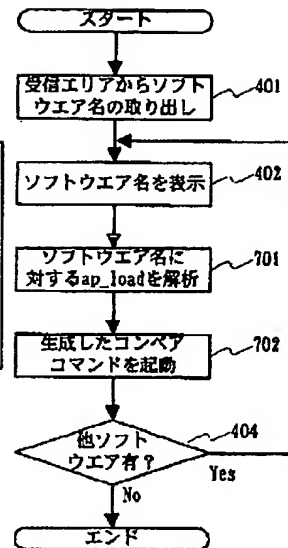 スタート
受信エリアからソフト
ウエア名の取り出し
401
ソフトウエア名を表示
402
ソフトウエア名に
対するap_loadを解析
701
生成したコンペア
コマンドを起動
702
他ソフト
ウエア有？
404
Yes
No
エンド